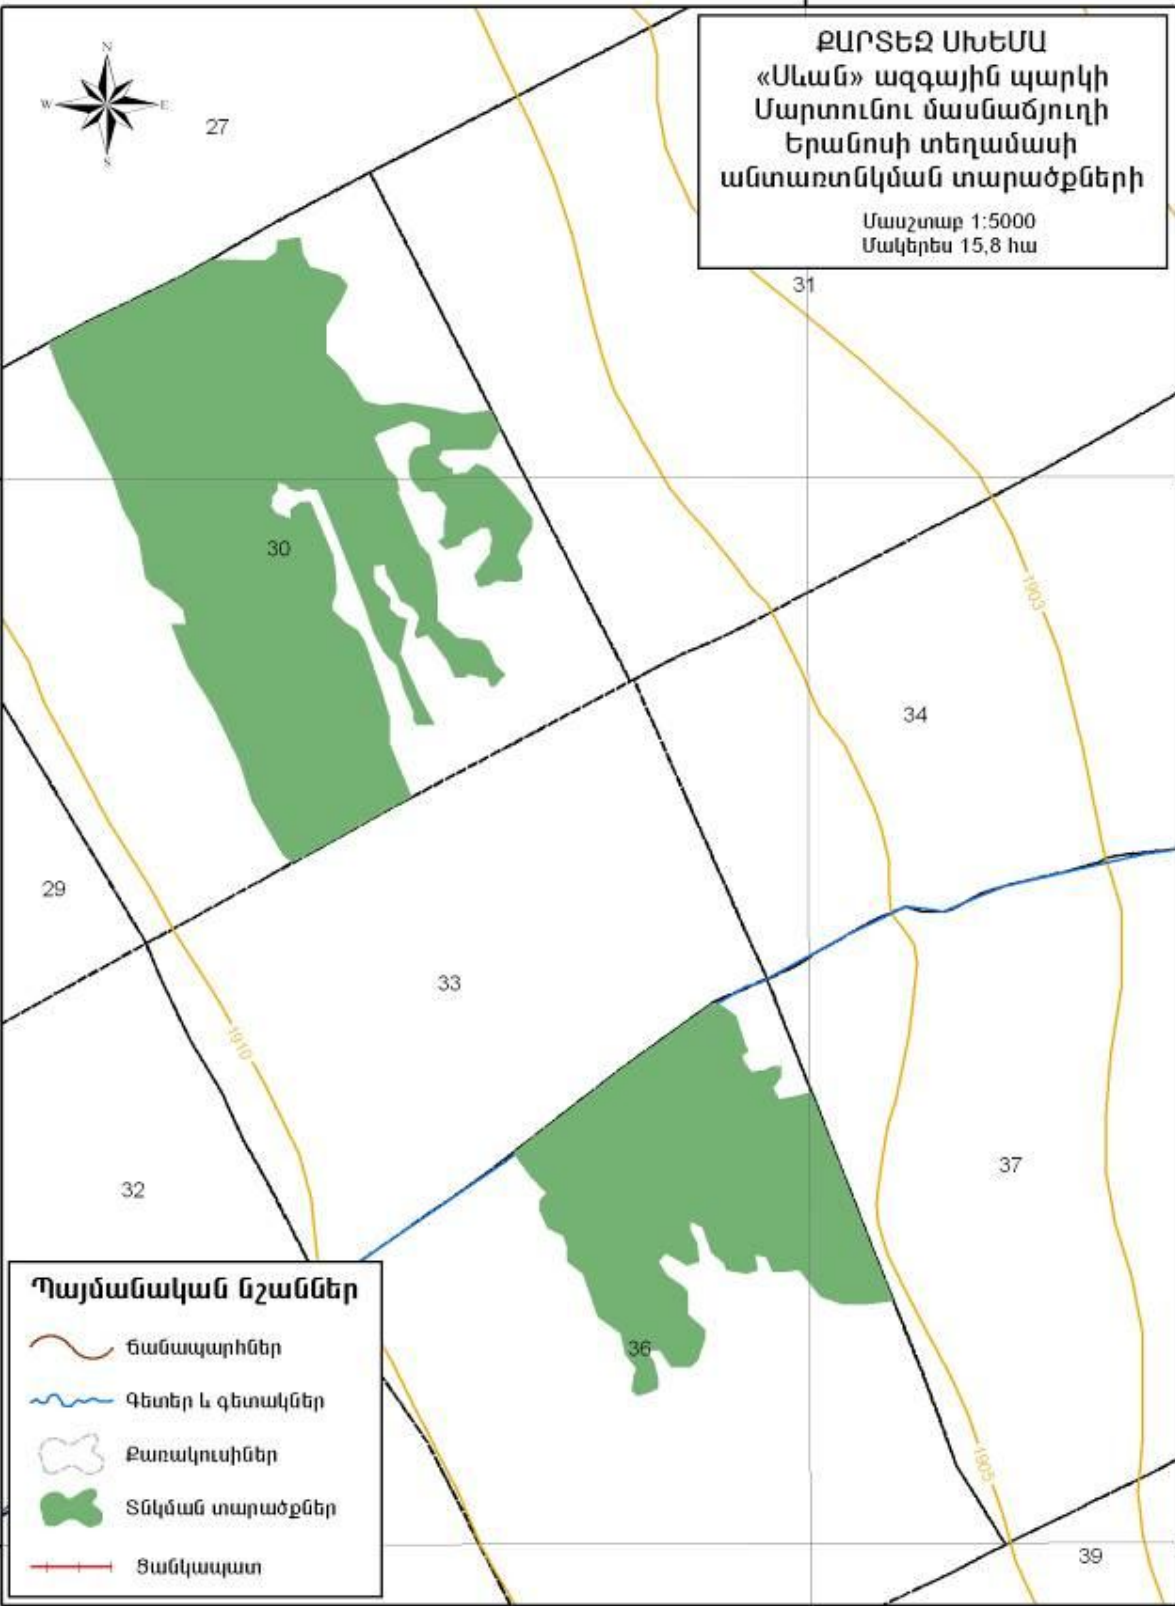 ՔԱՐՏԵԶ ՍԽԵՄԱ
«Սևան» ազգային պարկի
Մարտունու մասնաճյուղի
Երանոսի տեղամասի
անտառտնկման տարածքների
Մասշտաբ 1:5000
Մակերես 15,8 հա
N
W E
S
27
31
30
1903
34
29
33
1910
37
32
36
1905
39
Պայմանական նշաններ
Ճանապարհներ
Գետեր և գետակներ
Քառակուսիներ
Տնկման տարածքներ
Ցանկապատ